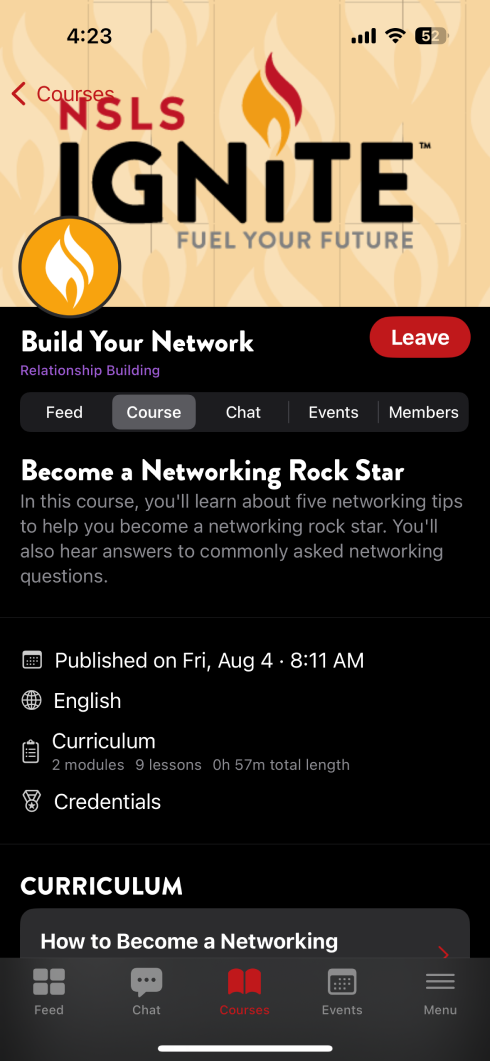 4:23
52
Courses
NSLS
IGNiTE™
FUEL YOUR FUTURE
Build Your Network
Leave
Relationship Building
Feed Course Chat Events Members
Become a Networking Rock Star
In this course, you'll learn about five networking tips
to help you become a networking rock star. You'll
also hear answers to commonly asked networking
questions.
Published on Fri, Aug 4 · 8:11 AM
English
Curriculum
2 modules 9 lessons 0h 57m total length
Credentials
CURRICULUM
How to Become a Networking
Feed Chat Courses Events Menu